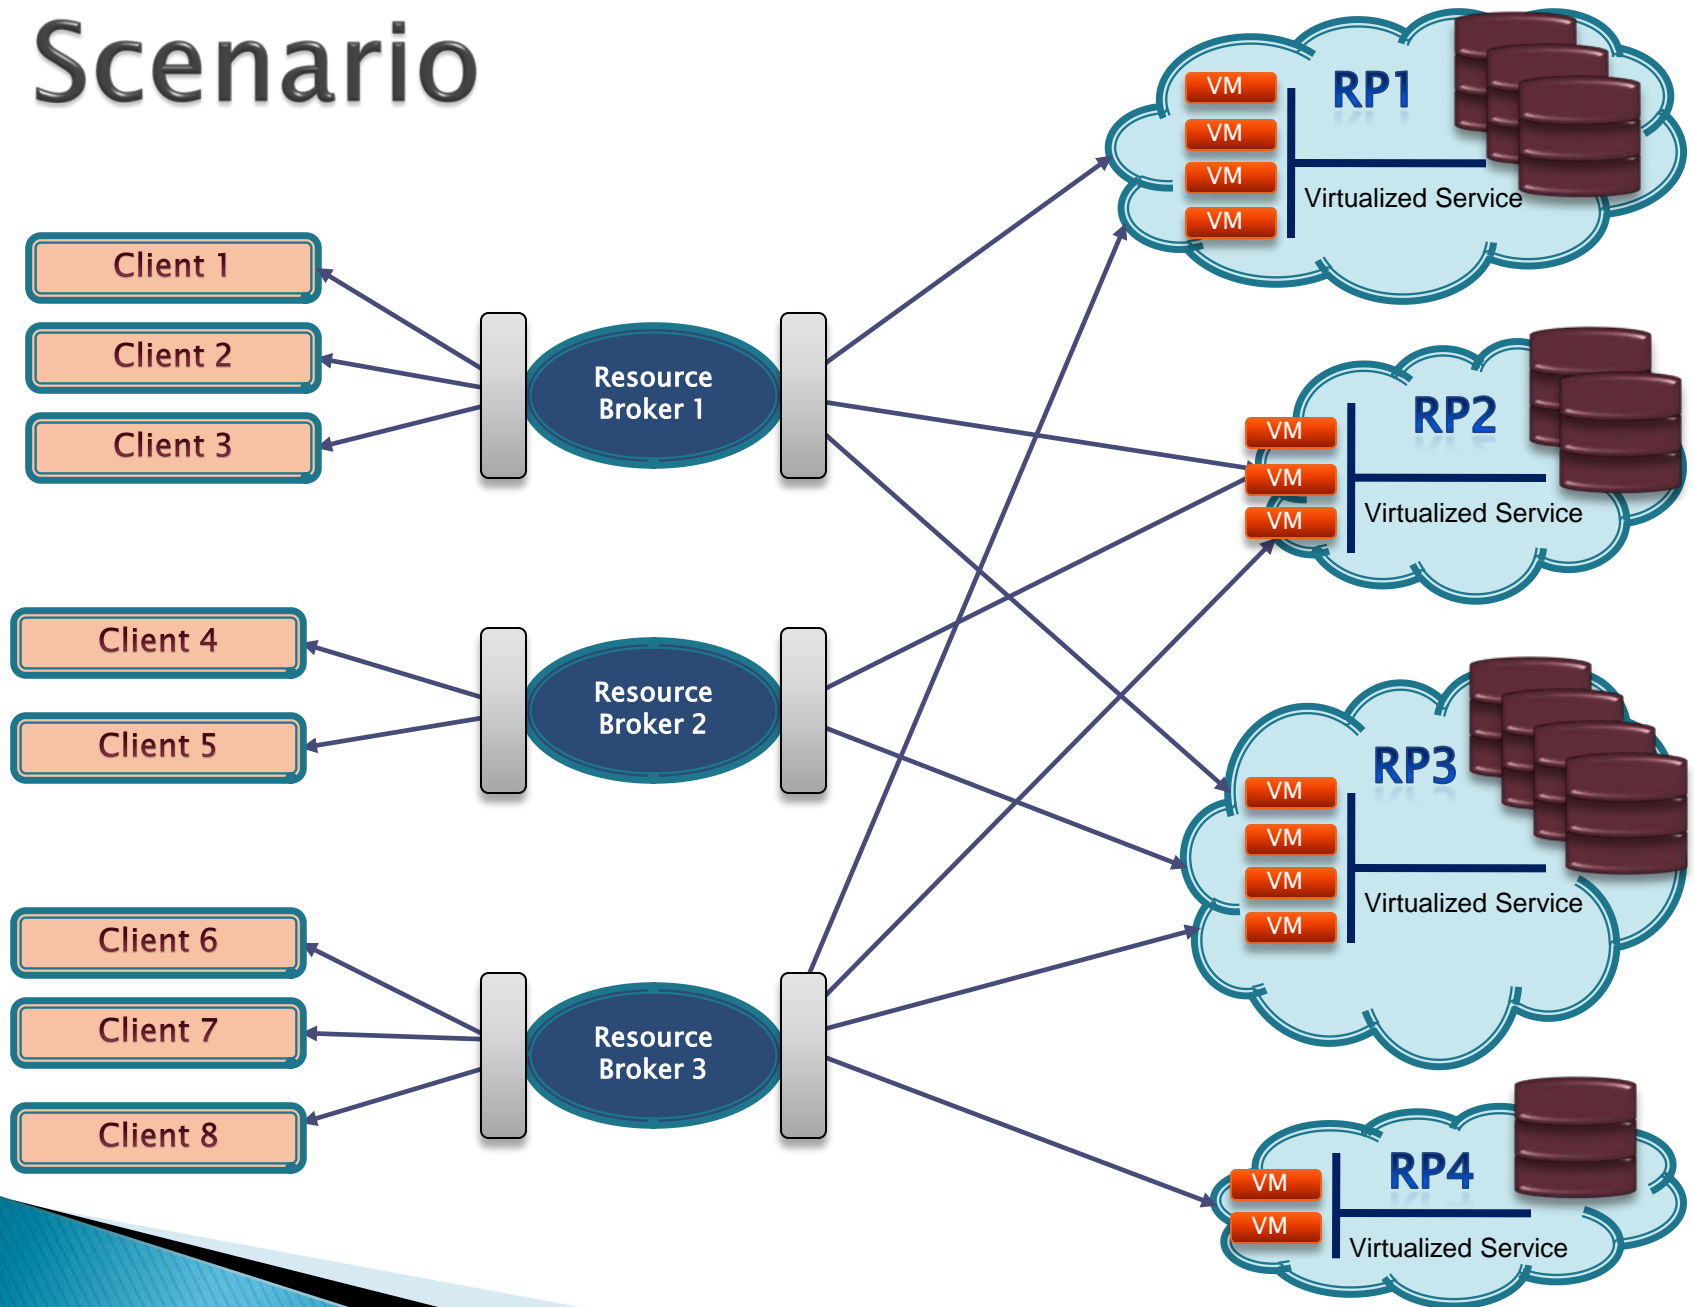 Scenario
Client 1
Client 2
Client 3
Resource
Broker 1
Client 4
Client 5
Resource
Broker 2
Client 6
Client 7
Client 8
Resource
Broker 3
RP1
VM
VM
VM
VM
Virtualized Service
RP2
VM
VM
VM
Virtualized Service
RP3
VM
VM
VM
VM
Virtualized Service
RP4
VM
VM
Virtualized Service